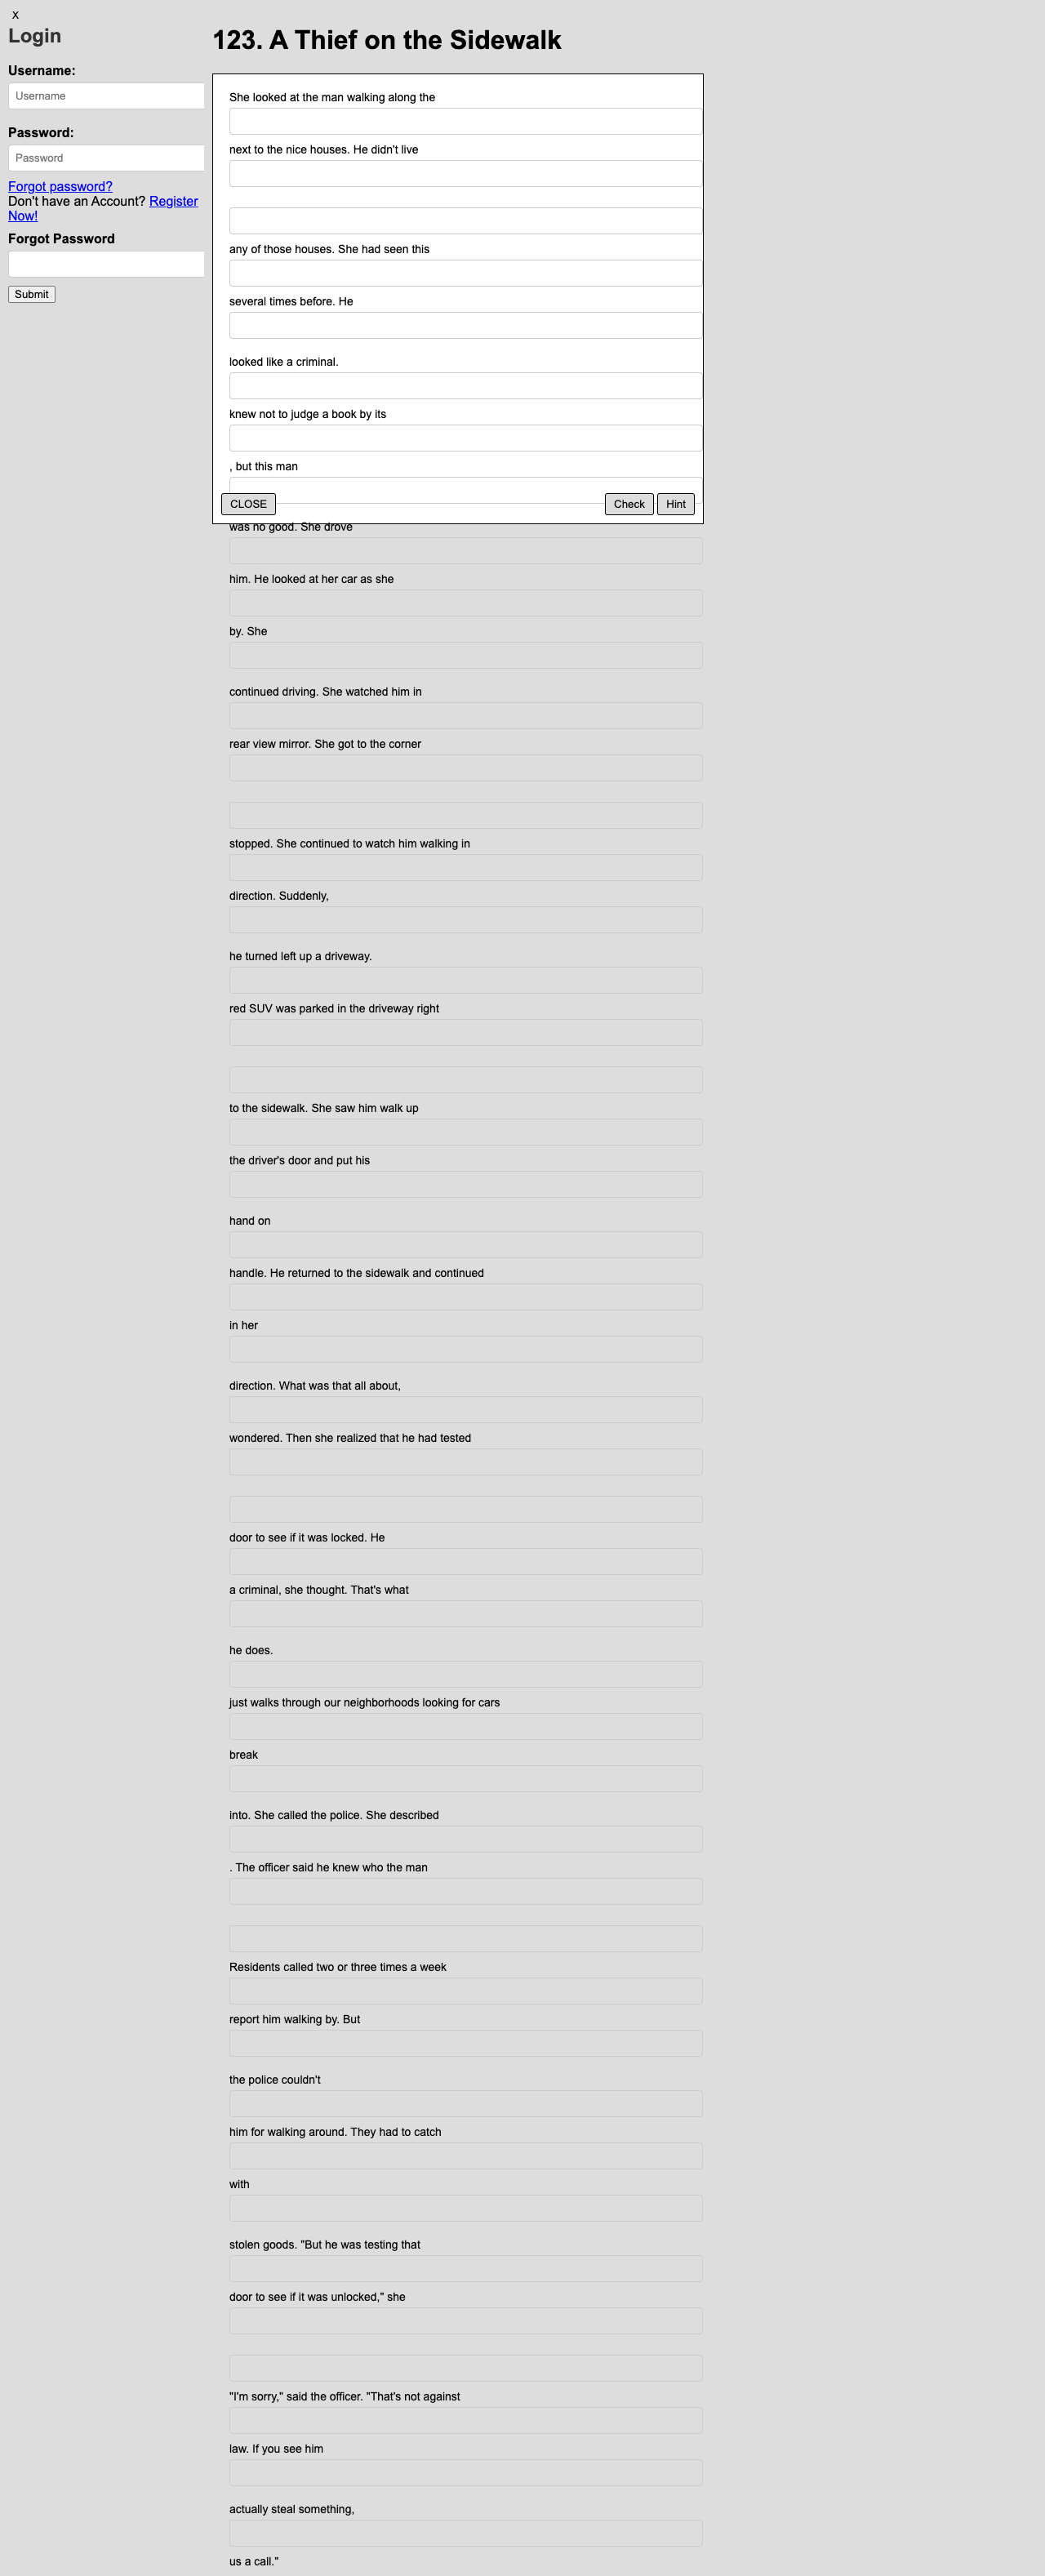 x
Login
Username:
Username
Password:
Password
Forgot password?
Don't have an Account? Register
Now!
Forgot Password
Submit
123. A Thief on the Sidewalk
She looked at the man walking along the
next to the nice houses. He didn't live
any of those houses. She had seen this
several times before. He
looked like a criminal.
knew not to judge a book by its
, but this man
CLOSE
Check
Hint
was no good. She drove
him. He looked at her car as she
by. She
continued driving. She watched him in
rear view mirror. She got to the corner
stopped. She continued to watch him walking in
direction. Suddenly,
he turned left up a driveway.
red SUV was parked in the driveway right
to the sidewalk. She saw him walk up
the driver's door and put his
hand on
handle. He returned to the sidewalk and continued
in her
direction. What was that all about,
wondered. Then she realized that he had tested
door to see if it was locked. He
a criminal, she thought. That's what
he does.
just walks through our neighborhoods looking for cars
break
into. She called the police. She described
. The officer said he knew who the man
Residents called two or three times a week
report him walking by. But
the police couldn't
him for walking around. They had to catch
with
stolen goods. "But he was testing that
door to see if it was unlocked," she
"I'm sorry," said the officer. "That's not against
law. If you see him
actually steal something,
us a call."